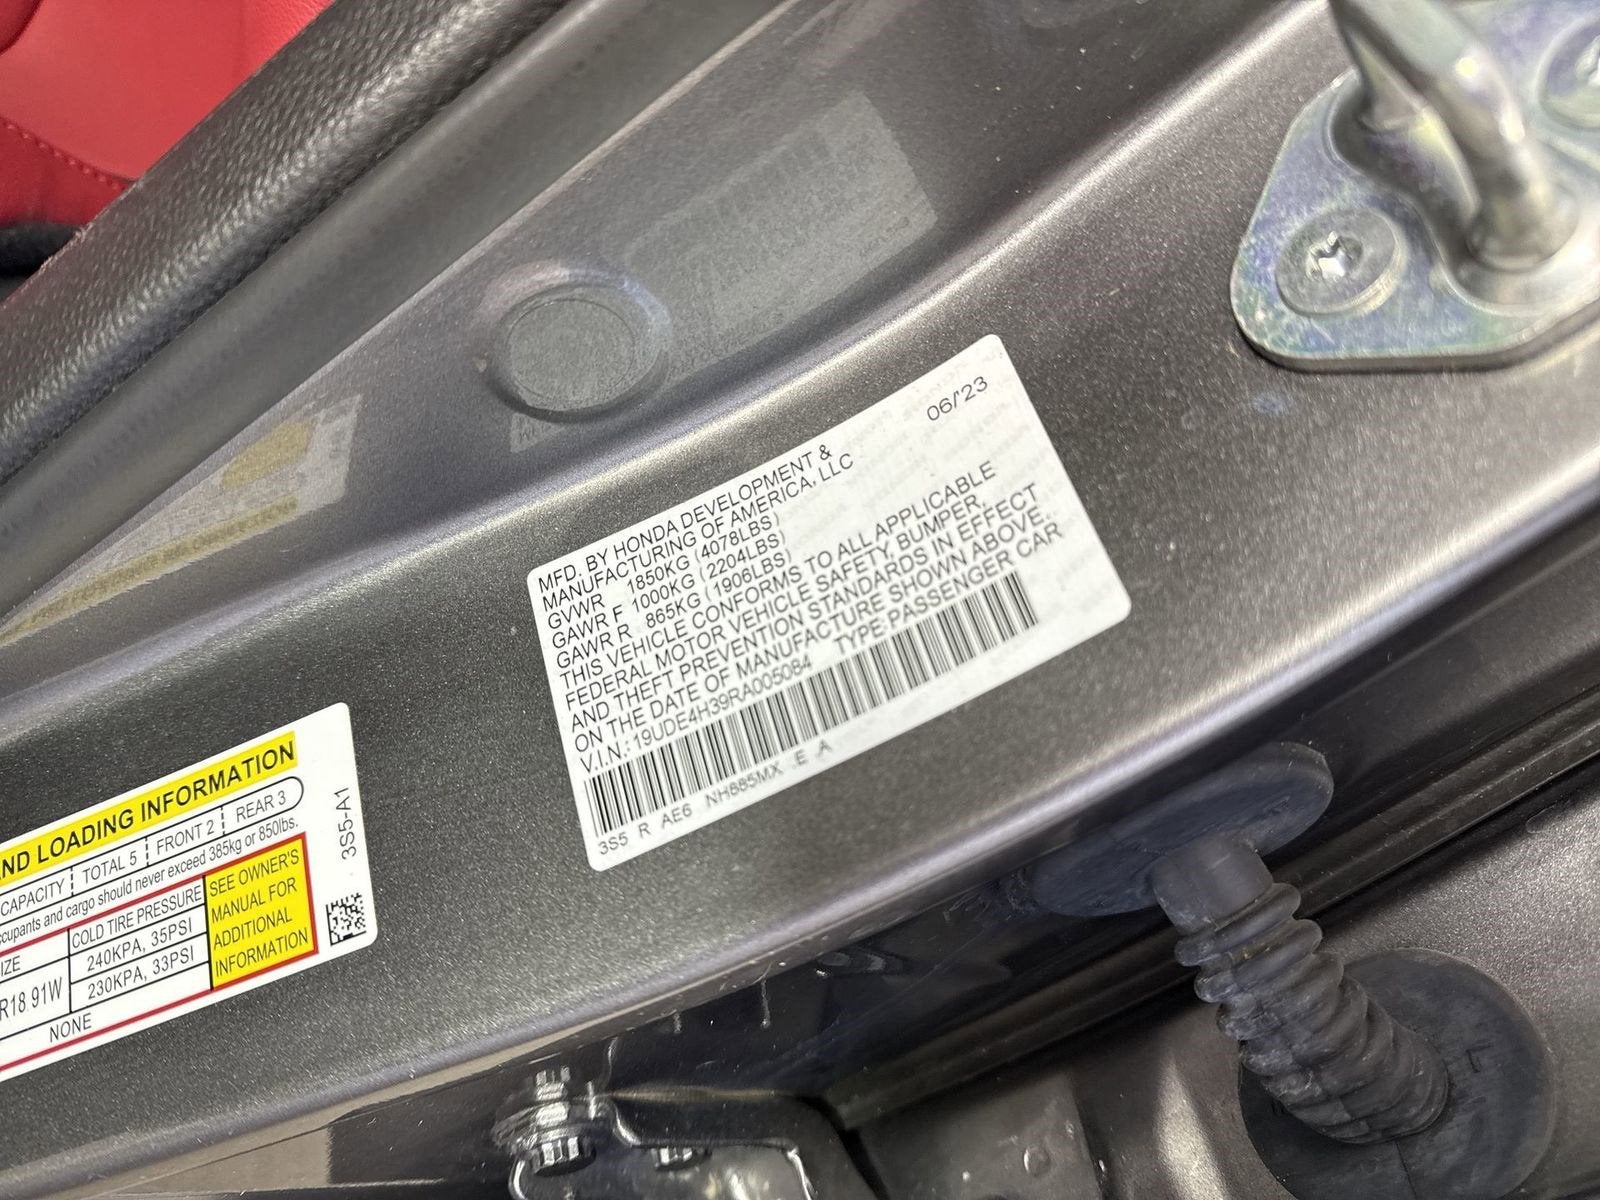 MFD. BY HONDA DEVELOPMENT &
MANUFACTURING OF AMERICA, LLC
06/'23
GVWR 1850KG (4078LBS)
GAWR F 1000KG (2204LBS)
GAWR R 865KG (1906LBS)
THIS VEHICLE CONFORMS TO ALL APPLICABLE
FEDERAL MOTOR VEHICLE SAFETY, BUMPER,
AND THEFT PREVENTION STANDARDS IN EFFECT
ON THE DATE OF MANUFACTURE SHOWN ABOVE.
V.I.N.: 19UDE4H39RA005084 TYPE:PASSENGER CAR
3S5 R AE6 NH885MX E A
ND LOADING INFORMATION
CAPACITY TOTAL 5 FRONT 2 REAR 3
ccupants and cargo should never exceed 385kg or 850lbs.
IZE COLD TIRE PRESSURE
R18 91W
240KPA, 35PSI
230KPA, 33PSI
NONE
SEE OWNER'S
MANUAL FOR
ADDITIONAL
INFORMATION
3S5-A1